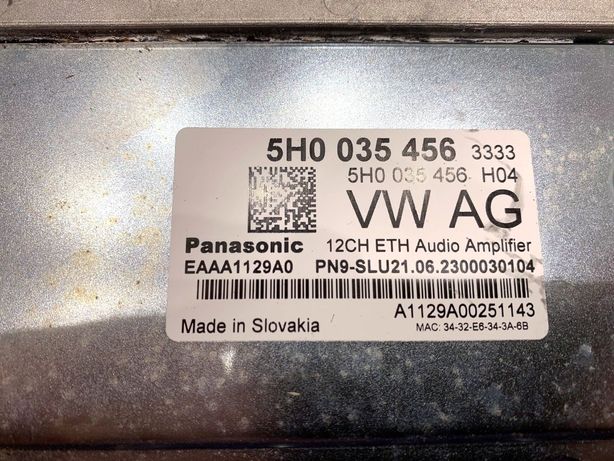 5H0 035 456 3333
5H0 035 456 H04
VW AG
Panasonic 12CH ETH Audio Amplifier
EAAA1129A0 PN9-SLU21.06.2300030104
A1129A00251143
Made in Slovakia MAC: 34-32-E6-34-3A-6B